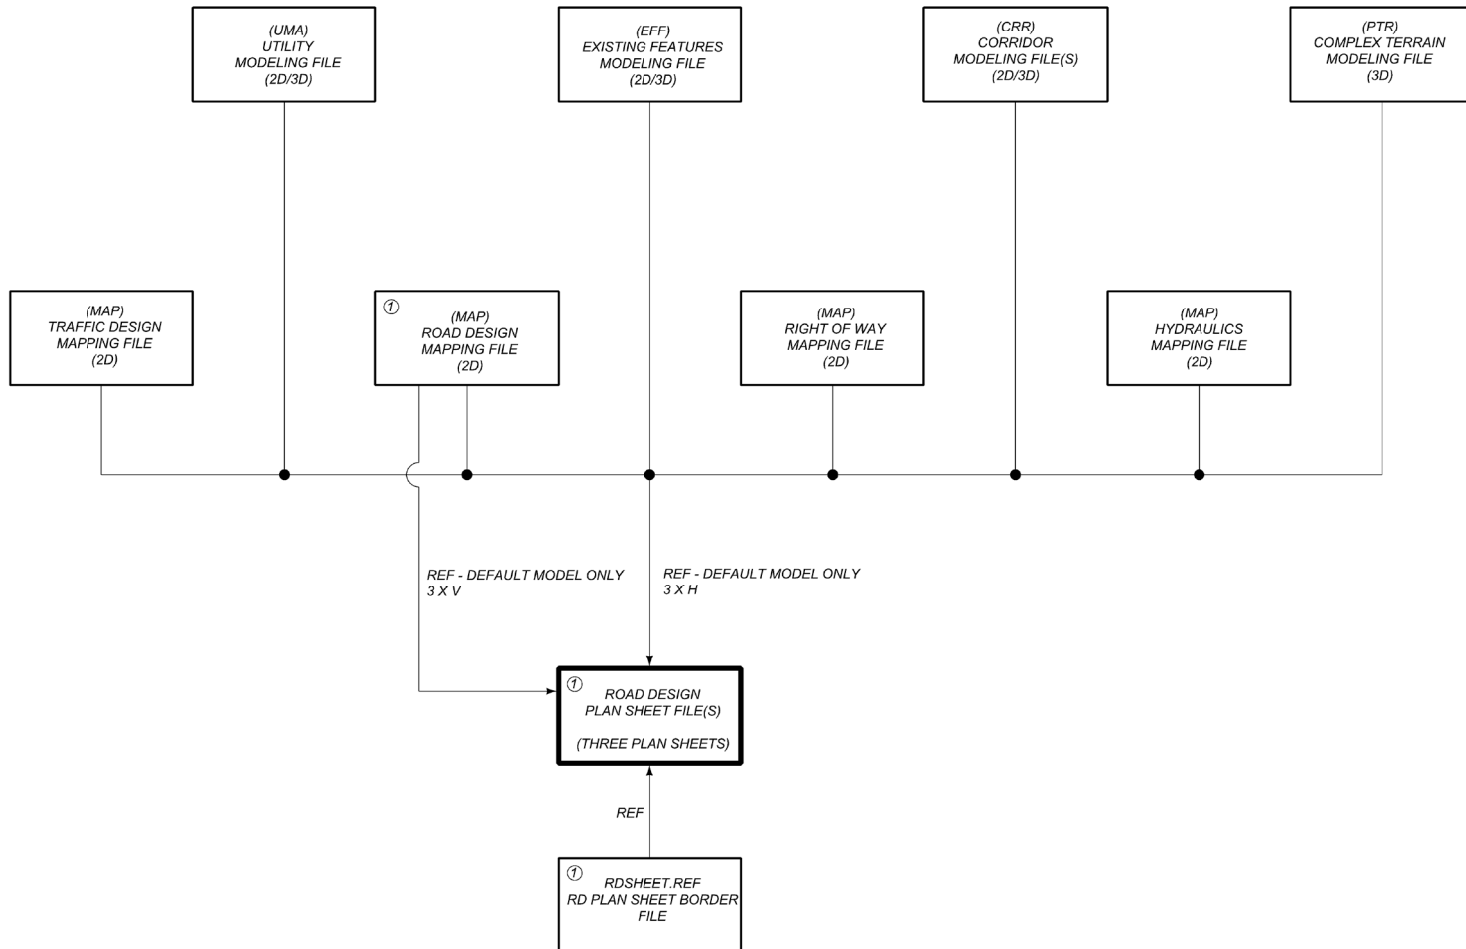 (UMA)
UTILITY
MODELING FILE
(2D/3D)
(EFF)
EXISTING FEATURES
MODELING FILE
(2D/3D)
(CRR)
CORRIDOR
MODELING FILE(S)
(2D/3D)
(PTR)
COMPLEX TERRAIN
MODELING FILE
(3D)
(MAP)
TRAFFIC DESIGN
MAPPING FILE
(2D)
1
(MAP)
ROAD DESIGN
MAPPING FILE
(2D)
(MAP)
RIGHT OF WAY
MAPPING FILE
(2D)
(MAP)
HYDRAULICS
MAPPING FILE
(2D)
REF - DEFAULT MODEL ONLY
3 X V
REF - DEFAULT MODEL ONLY
3 X H
1
ROAD DESIGN
PLAN SHEET FILE(S)
(THREE PLAN SHEETS)
REF
1
RDSHEET.REF
RD PLAN SHEET BORDER
FILE